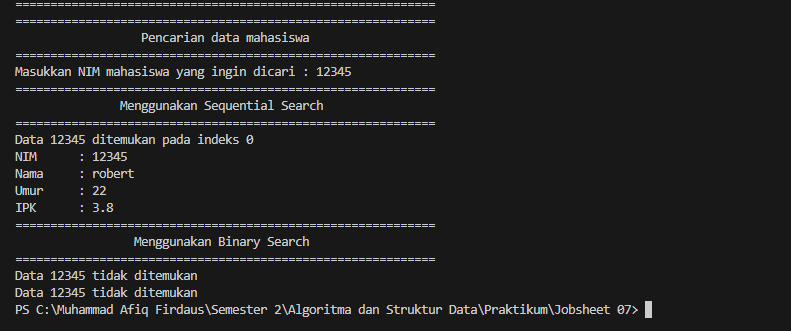 ============================================================
============================================================
Pencarian data mahasiswa
============================================================
Masukkan NIM mahasiswa yang ingin dicari : 12345
============================================================
Menggunakan Sequential Search
============================================================
Data 12345 ditemukan pada indeks 0
NIM : 12345
Nama : robert
Umur : 22
IPK : 3.8
============================================================
Menggunakan Binary Search
============================================================
Data 12345 tidak ditemukan
Data 12345 tidak ditemukan
PS C:\Muhammad Afiq Firdaus\Semester 2\Algoritma dan Struktur Data\Praktikum\Jobsheet 07>